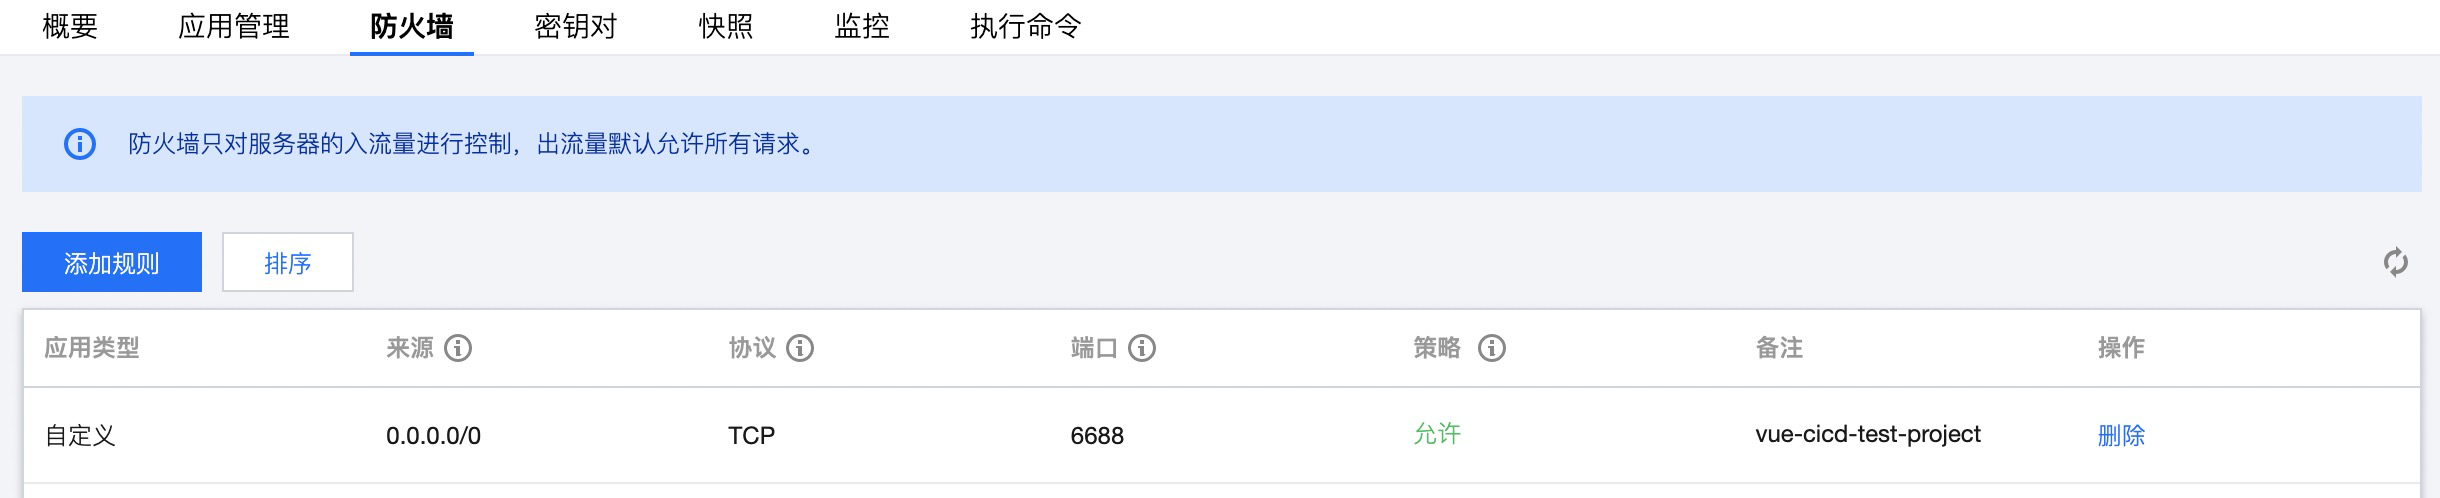 概要 应用管理 防火墙 密钥对 快照 监控 执行命令
防火墙只对服务器的入流量进行控制，出流量默认允许所有请求。
添加规则 排序
应用类型 来源 协议 端口 策略 备注 操作
自定义 0.0.0.0/0 TCP 6688 允许 vue-cicd-test-project 删除